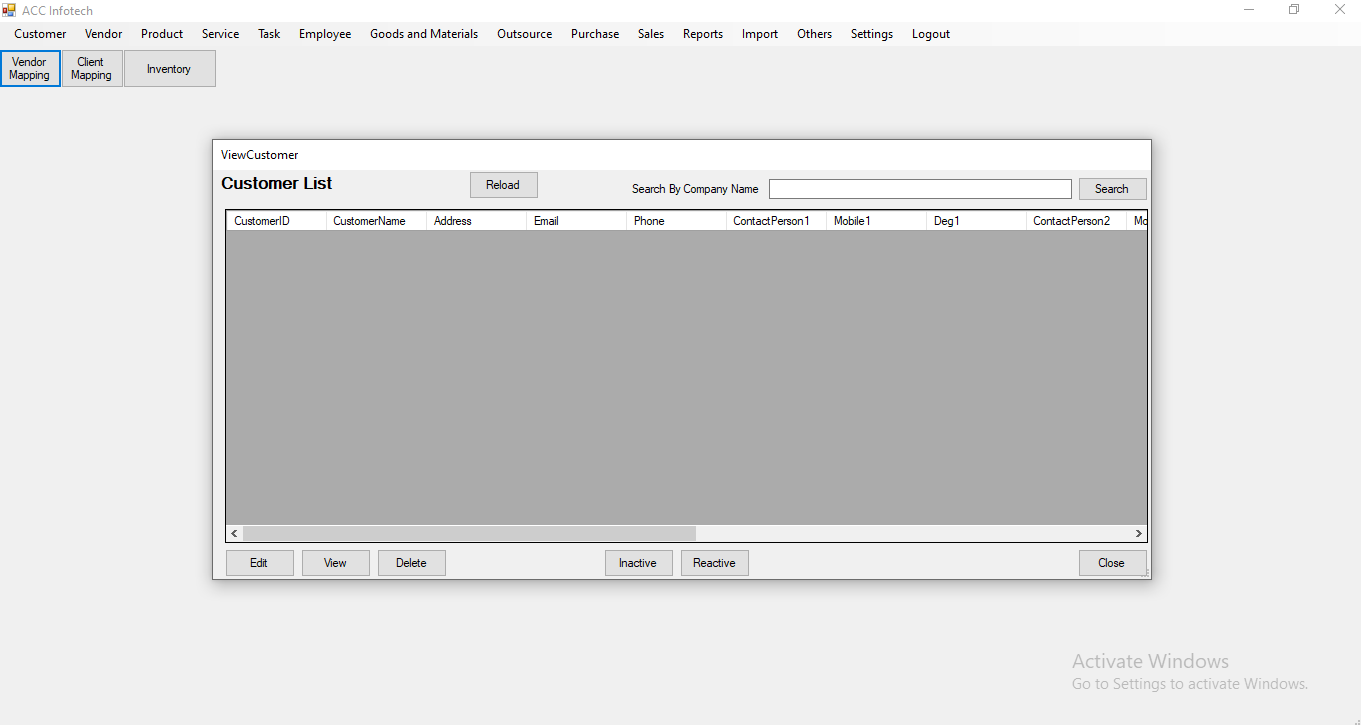 ACC Infotech
Customer Vendor Product Service Task Employee Goods and Materials Outsource Purchase Sales Reports Import Others Settings Logout
Vendor Mapping Client Mapping Inventory
ViewCustomer
Customer List Reload Search By Company Name Search
CustomerID CustomerName Address Email Phone ContactPerson1 Mobile1 Deg1 ContactPerson2 Mo
Edit View Delete Inactive Reactive Close
Activate Windows
Go to Settings to activate Windows.